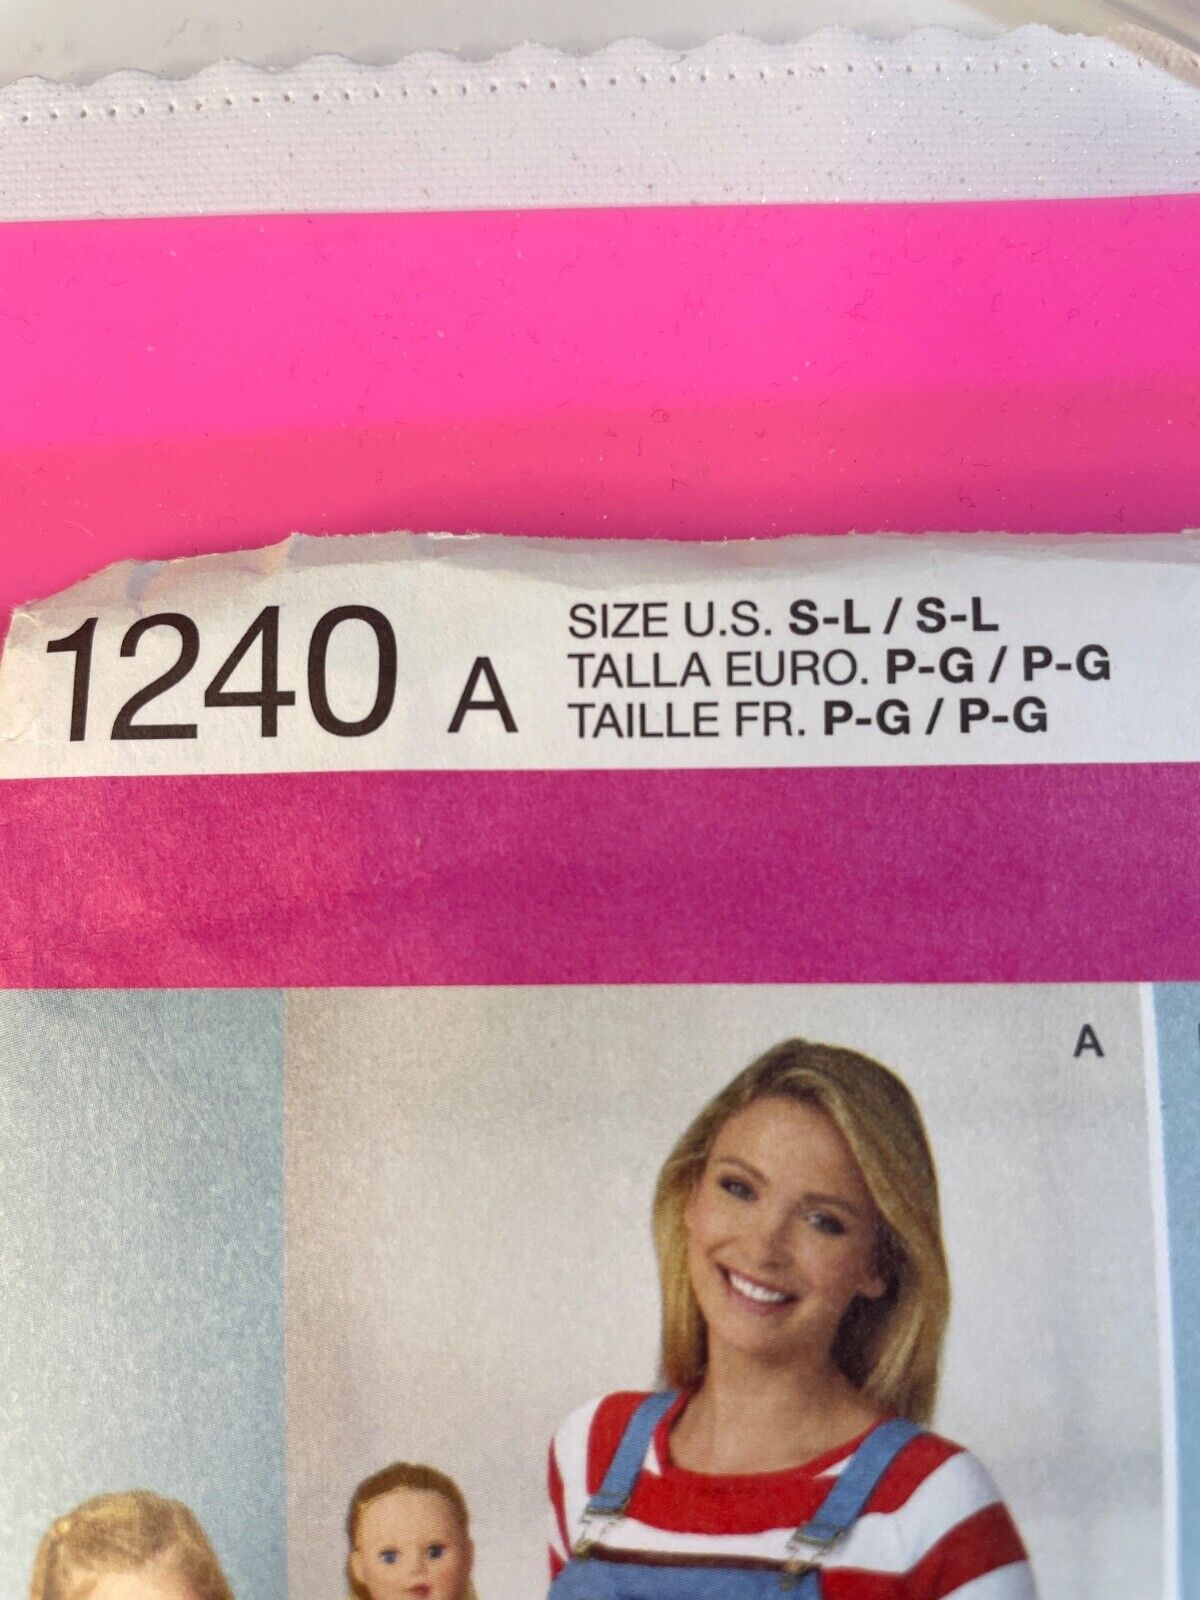 1240 A
SIZE U.S. S-L / S-L
TALLA EURO. P-G / P-G
TAILLE FR. P-G / P-G
A